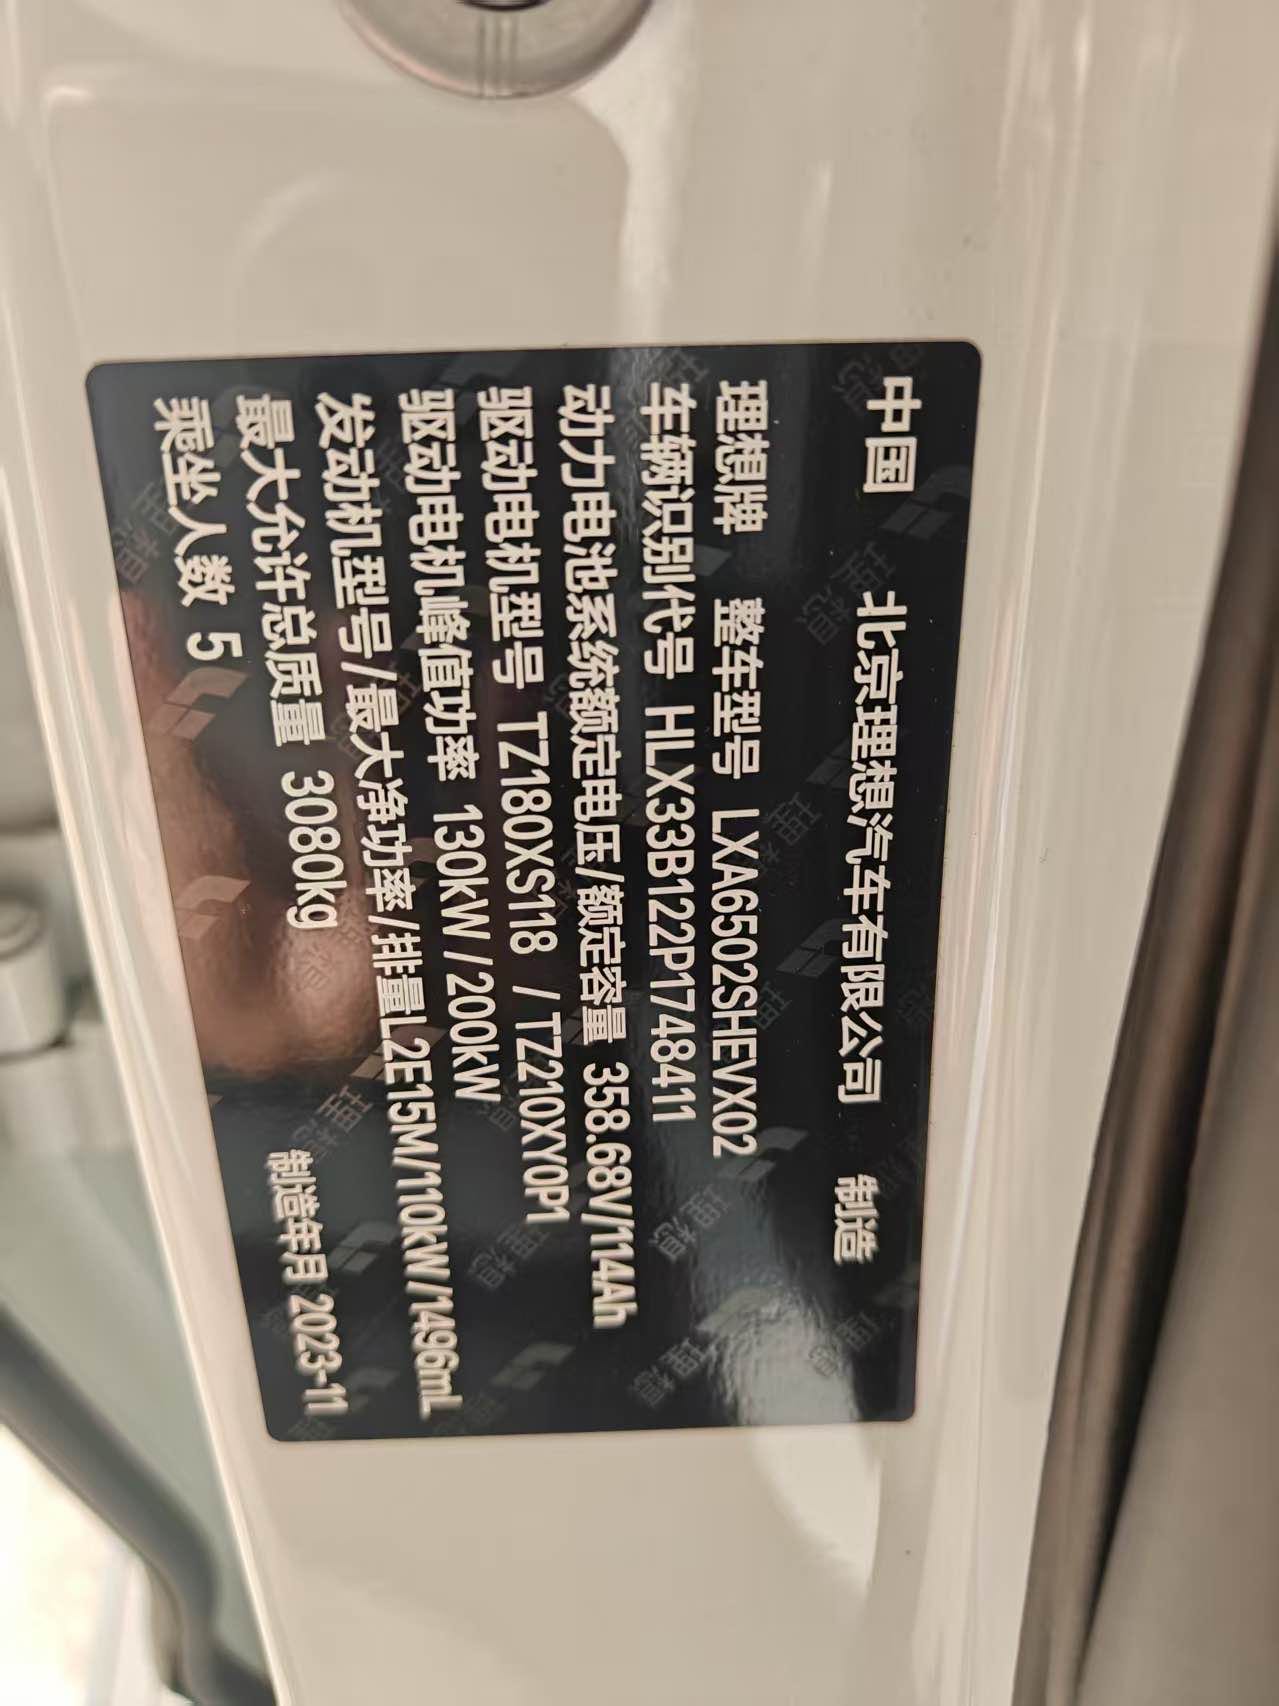 中国 北京理想汽车有限公司 制造
理想牌 整车型号 LXA6502SHEVX02
车辆识别代号 HLX33B122P1748411
动力电池系统额定电压/额定容量 358.68V/114Ah
驱动电机型号 TZ180XS118 / TZ210XY0P1
驱动电机峰值功率 130kW / 200kW
发动机型号/最大净功率/排量L2E15M/110kW/1496mL
最大允许总质量 3080kg
乘坐人数 5 制造年月 2023-11